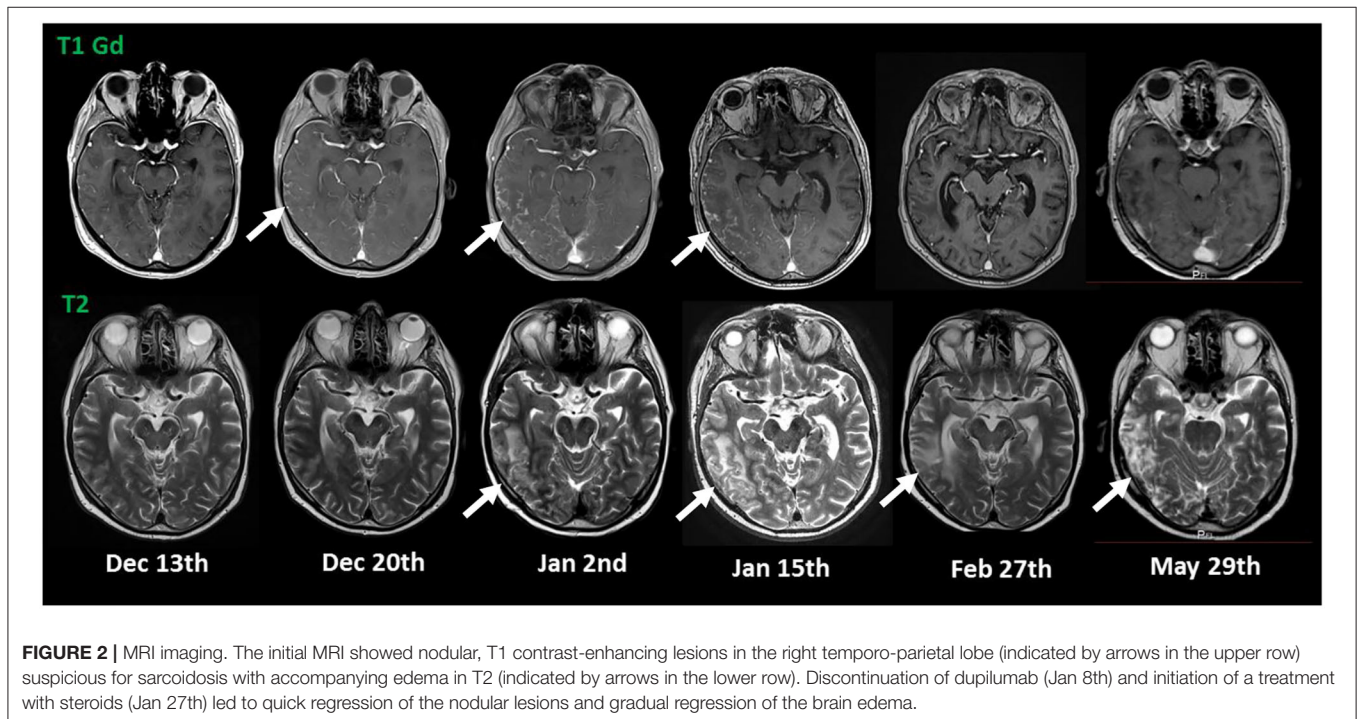 T1 Gd
T2
Dec 13th
Dec 20th
Jan 2nd
Jan 15th
Feb 27th
May 29th
FIGURE 2 | MRI imaging. The initial MRI showed nodular, T1 contrast-enhancing lesions in the right temporo-parietal lobe (indicated by arrows in the upper row)
suspicious for sarcoidosis with accompanying edema in T2 (indicated by arrows in the lower row). Discontinuation of dupilumab (Jan 8th) and initiation of a treatment
with steroids (Jan 27th) led to quick regression of the nodular lesions and gradual regression of the brain edema.